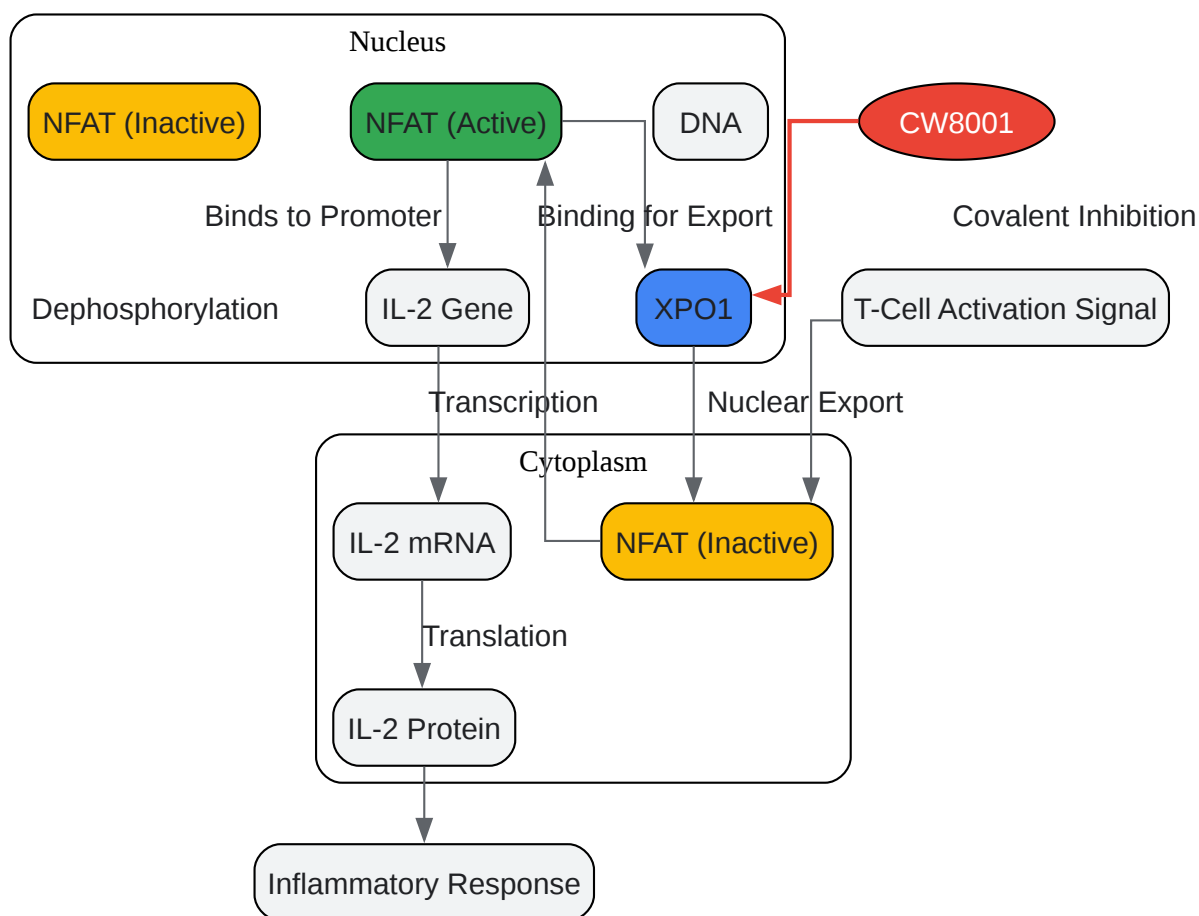 Nucleus
NFAT (Inactive)
NFAT (Active)
DNA
CW8001
Binds to Promoter
Binding for Export
Covalent Inhibition
Dephosphorylation
IL-2 Gene
XPO1
T-Cell Activation Signal
Transcription
Nuclear Export
Cytoplasm
IL-2 mRNA
NFAT (Inactive)
Translation
IL-2 Protein
Inflammatory Response